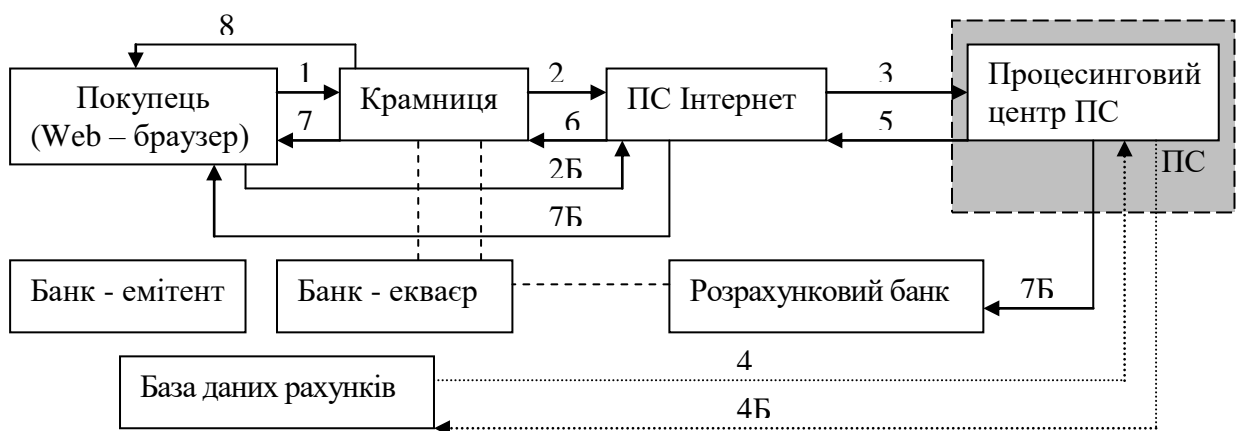 8
Покупець
(Web – браузер)
1
7
Крамниця
2
6
ПС Інтернет
3
5
Процесинговий
центр ПС
ПС
2Б
7Б
Банк - емітент
Банк - екваєр
Розрахунковий банк
7Б
База даних рахунків
4
4Б